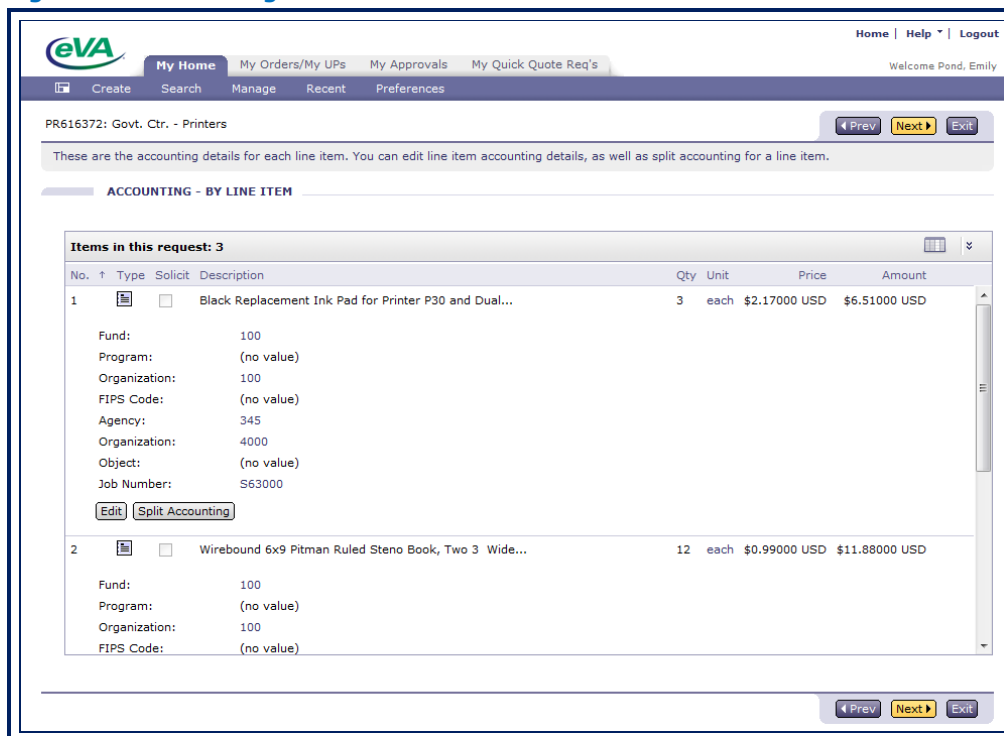 eVA
Home | Help | Logout
My Home My Orders/My UPs My Approvals My Quick Quote Req's
Welcome Pond, Emily
Create Search Manage Recent Preferences
PR616372: Govt. Ctr. - Printers
Prev Next Exit
These are the accounting details for each line item. You can edit line item accounting details, as well as split accounting for a line item.
ACCOUNTING - BY LINE ITEM
Items in this request: 3
No. ↑ Type Solicit Description Qty Unit Price Amount
1 Black Replacement Ink Pad for Printer P30 and Dual... 3 each $2.17000 USD $6.51000 USD
Fund: 100
Program: (no value)
Organization: 100
FIPS Code: (no value)
Agency: 345
Organization: 4000
Object: (no value)
Job Number: S63000
Edit Split Accounting
2 Wirebound 6x9 Pitman Ruled Steno Book, Two 3 Wide... 12 each $0.99000 USD $11.88000 USD
Fund: 100
Program: (no value)
Organization: 100
FIPS Code: (no value)
Prev Next Exit